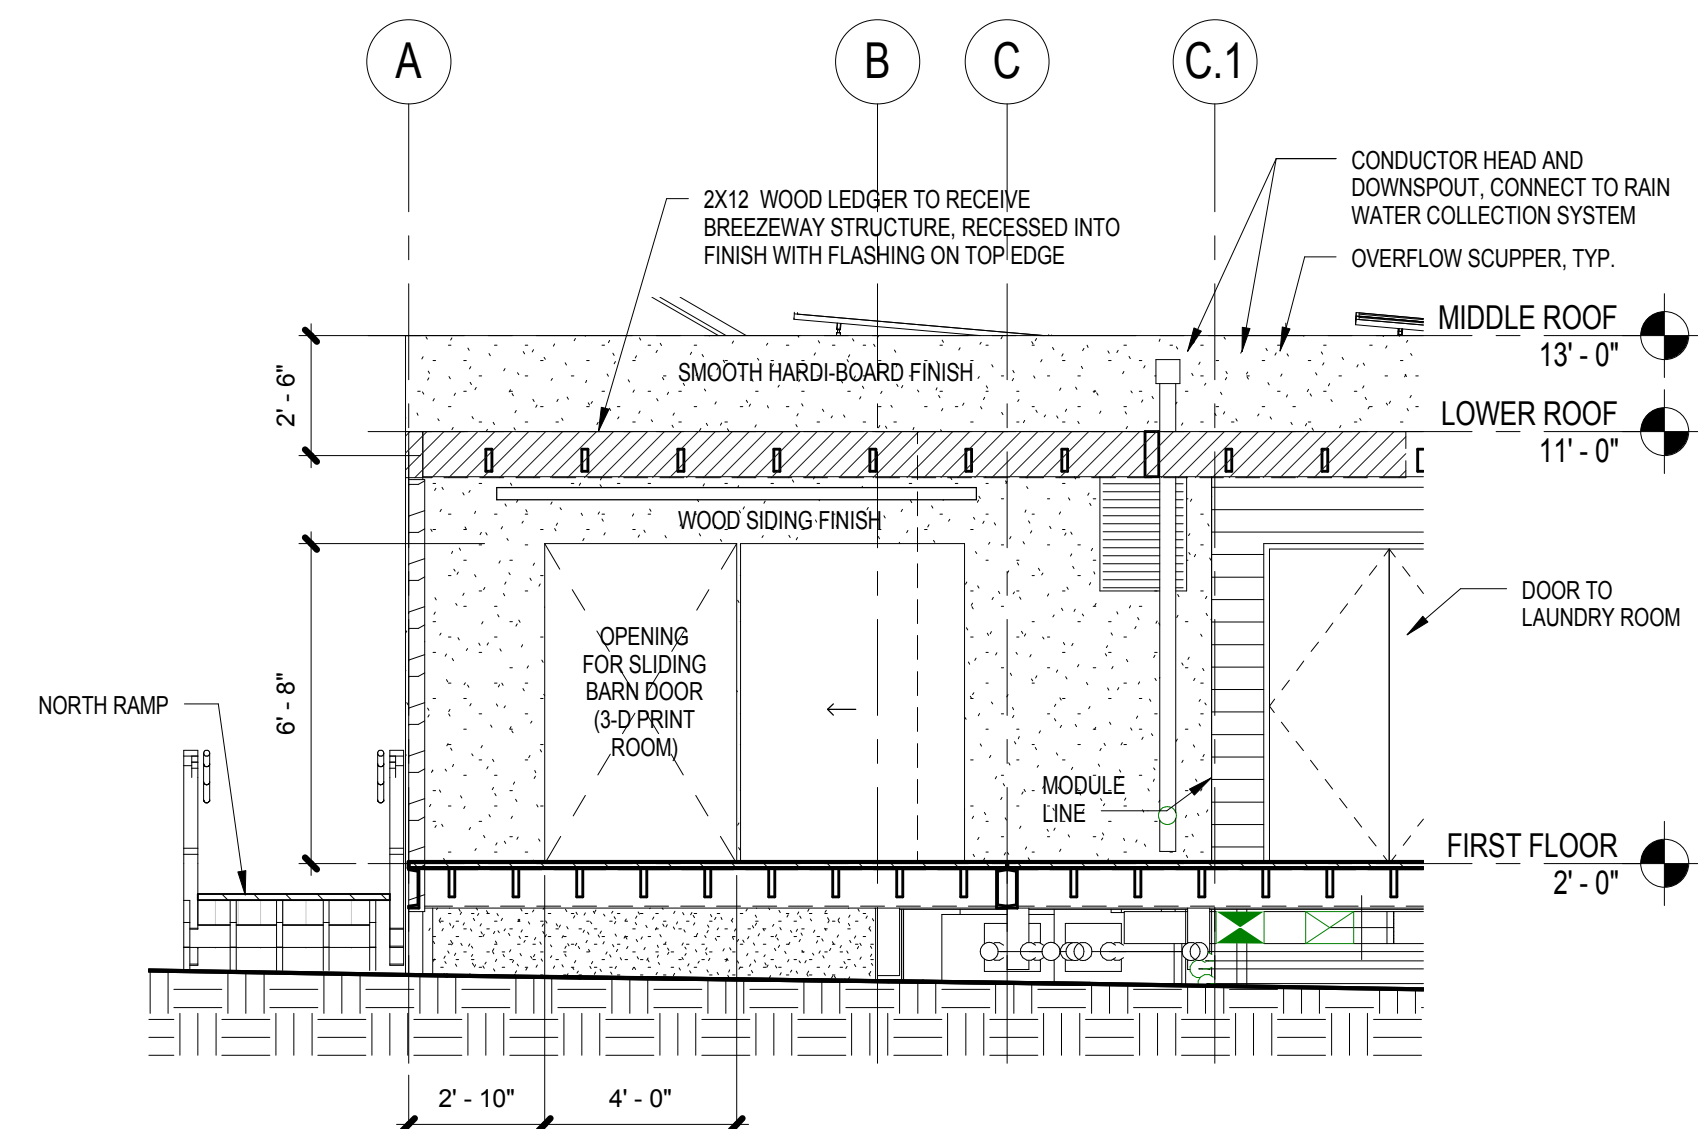 A
B
C
C.1
CONDUCTOR HEAD AND
DOWNSPOUT, CONNECT TO RAIN
WATER COLLECTION SYSTEM
2X12 WOOD LEDGER TO RECEIVE
BREEZEWAY STRUCTURE, RECESSED INTO
FINISH WITH FLASHING ON TOP EDGE
OVERFLOW SCUPPER, TYP.
MIDDLE ROOF
13' - 0"
2' - 6"
SMOOTH HARDI-BOARD FINISH
LOWER ROOF
11' - 0"
WOOD SIDING FINISH
DOOR TO
LAUNDRY ROOM
OPENING
FOR SLIDING
BARN DOOR
(3-D PRINT
ROOM)
6' - 8"
NORTH RAMP
MODULE
LINE
FIRST FLOOR
2' - 0"
2' - 10"
4' - 0"